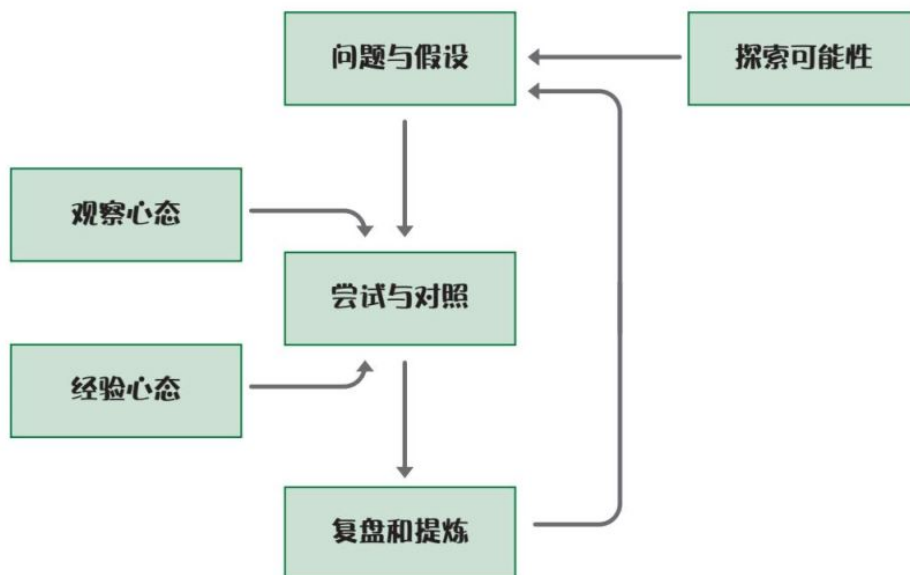 问题与假设
探索可能性
观察心态
尝试与对照
经验心态
复盘和提炼